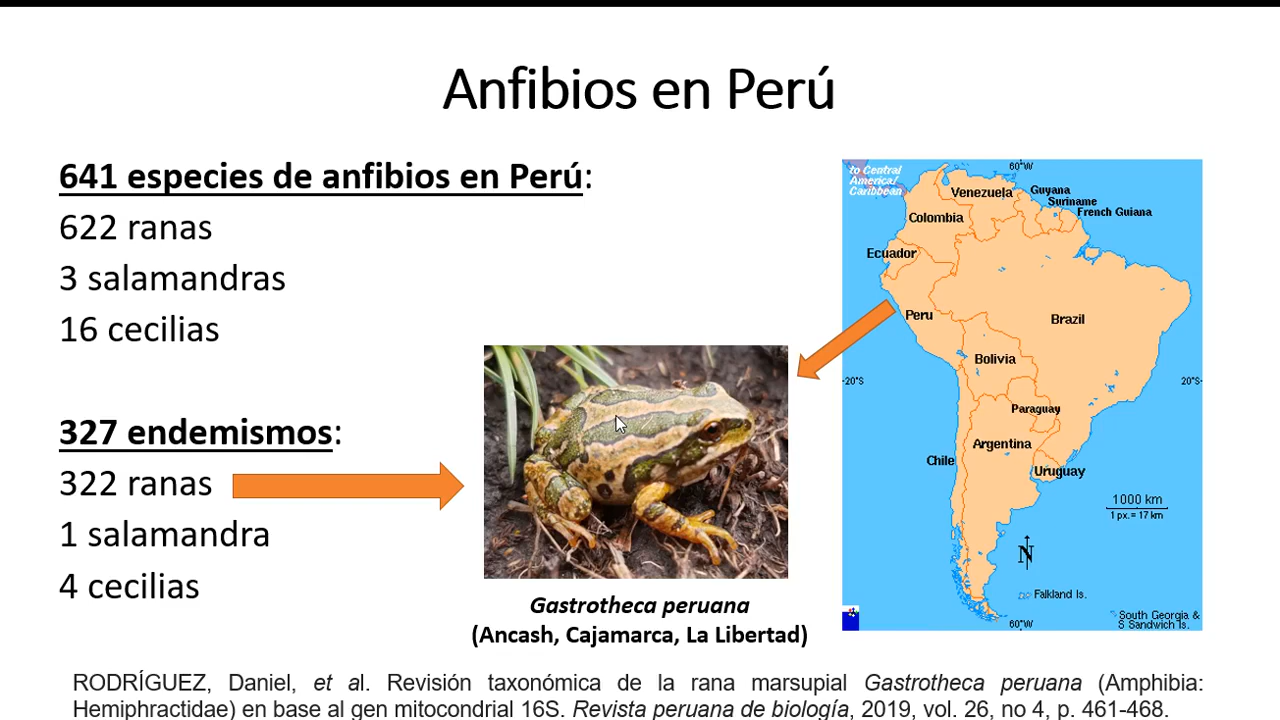 Anfibios en Perú
641 especies de anfibios en Perú:
622 ranas
3 salamandras
16 cecilias
327 endemismos:
322 ranas
1 salamandra
4 cecilias
Gastrotheca peruana
(Ancash, Cajamarca, La Libertad)
to Central
America/
Caribbean
60°W
Venezuela
Guyana
Suriname
French Guiana
Colombia
Ecuador
Peru
Brazil
Bolivia
-20°S
20°S-
Paraguay
Argentina
Chile
Uruguay
1000 km
1 px.= 17 km
N
Falkland Is.
South Georgia &
S Sandwich Is.
60°W
RODRÍGUEZ, Daniel, et al. Revisión taxonómica de la rana marsupial Gastrotheca peruana (Amphibia:
Hemiphractidae) en base al gen mitocondrial 16S. Revista peruana de biología, 2019, vol. 26, no 4, p. 461-468.